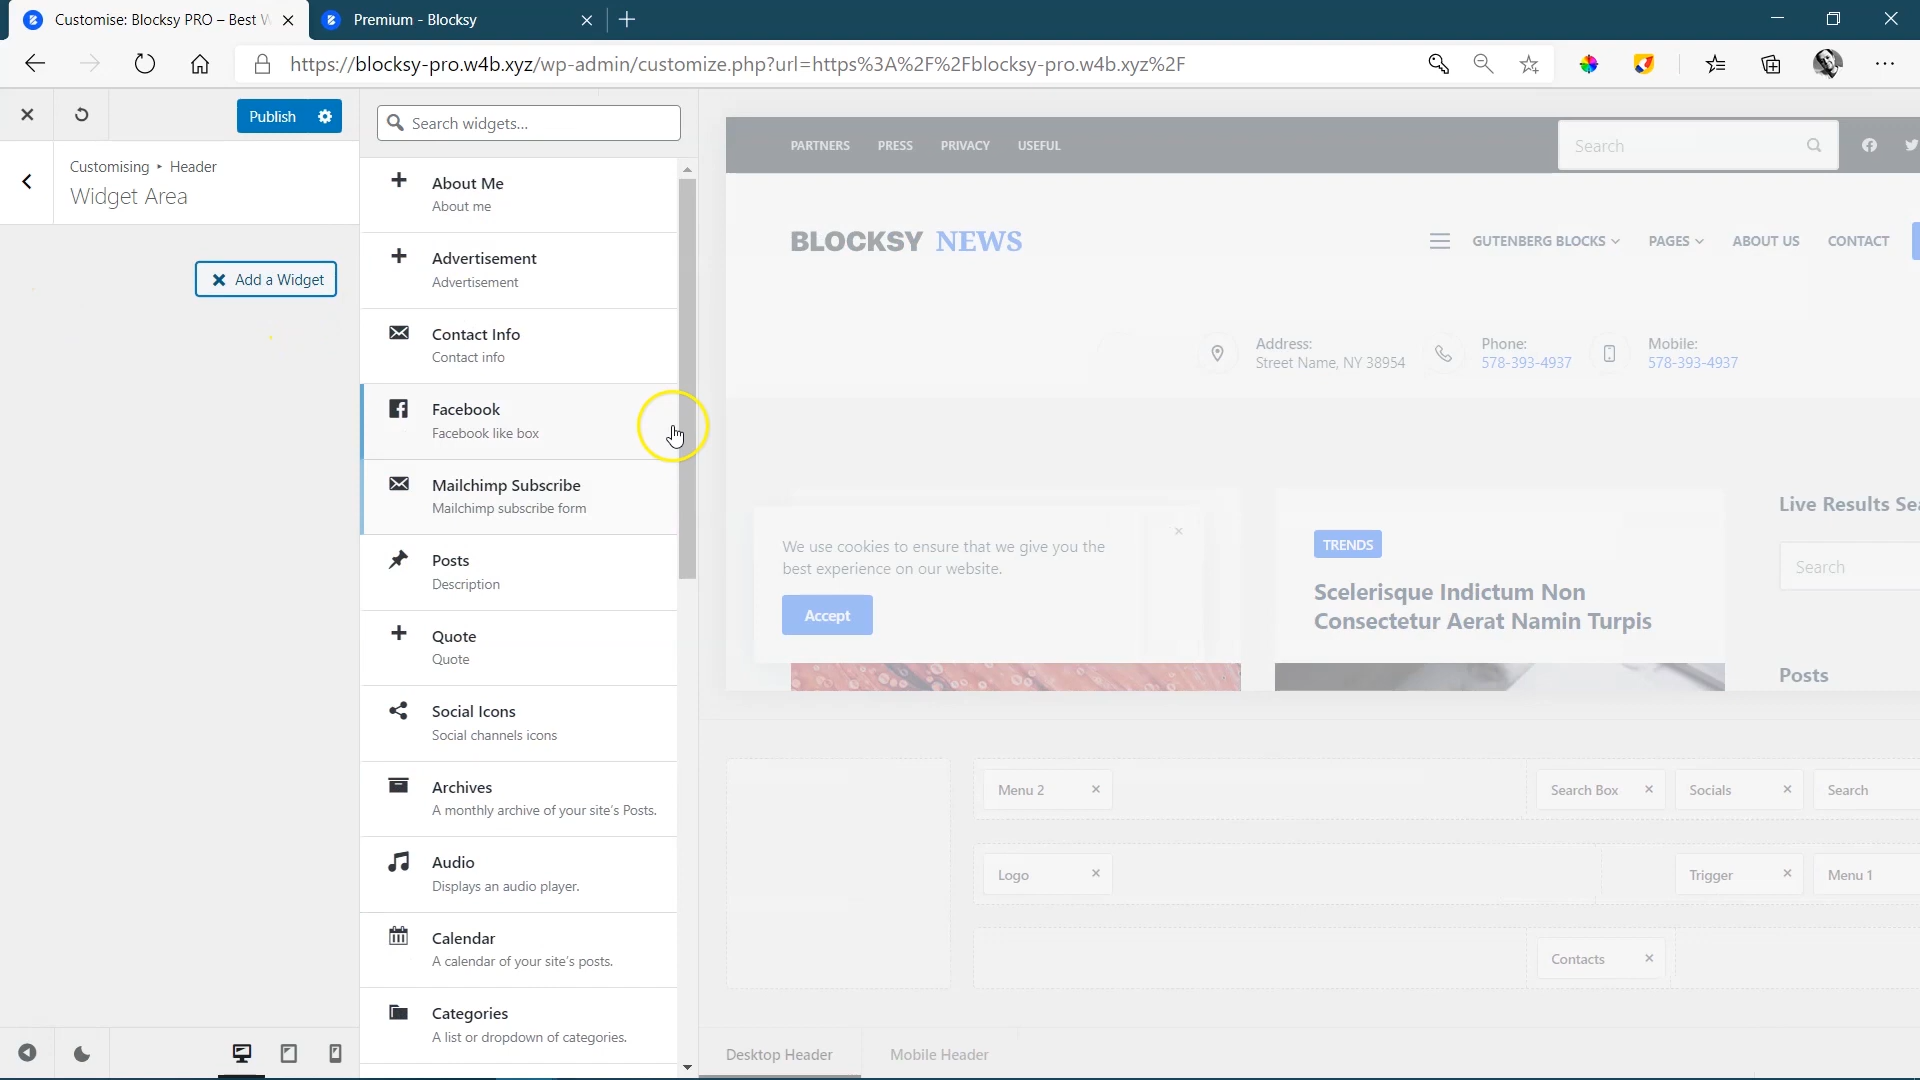 Customise: Blocksy PRO – Best W
Premium - Blocksy
https://blocksy-pro.w4b.xyz/wp-admin/customize.php?url=https%3A%2F%2Fblocksy-pro.w4b.xyz%2F
Publish
Customising ▸ Header
Widget Area
Add a Widget
Search widgets...
About Me
About me
Advertisement
Advertisement
Contact Info
Contact info
Facebook
Facebook like box
Mailchimp Subscribe
Mailchimp subscribe form
Posts
Description
Quote
Quote
Social Icons
Social channels icons
Archives
A monthly archive of your site's Posts.
Audio
Displays an audio player.
Calendar
A calendar of your site's posts.
Categories
A list or dropdown of categories.
PARTNERS PRESS PRIVACY USEFUL
Search
BLOCKSY NEWS
GUTENBERG BLOCKS PAGES ABOUT US CONTACT
Address:
Street Name, NY 38954
Phone:
578-393-4937
Mobile:
578-393-4937
We use cookies to ensure that we give you the
best experience on our website.
Accept
TRENDS
Scelerisque Indictum Non
Consectetur Aerat Namin Turpis
Live Results Sea
Search
Posts
Menu 2
Search Box
Socials
Search
Logo
Trigger
Menu 1
Contacts
Desktop Header
Mobile Header